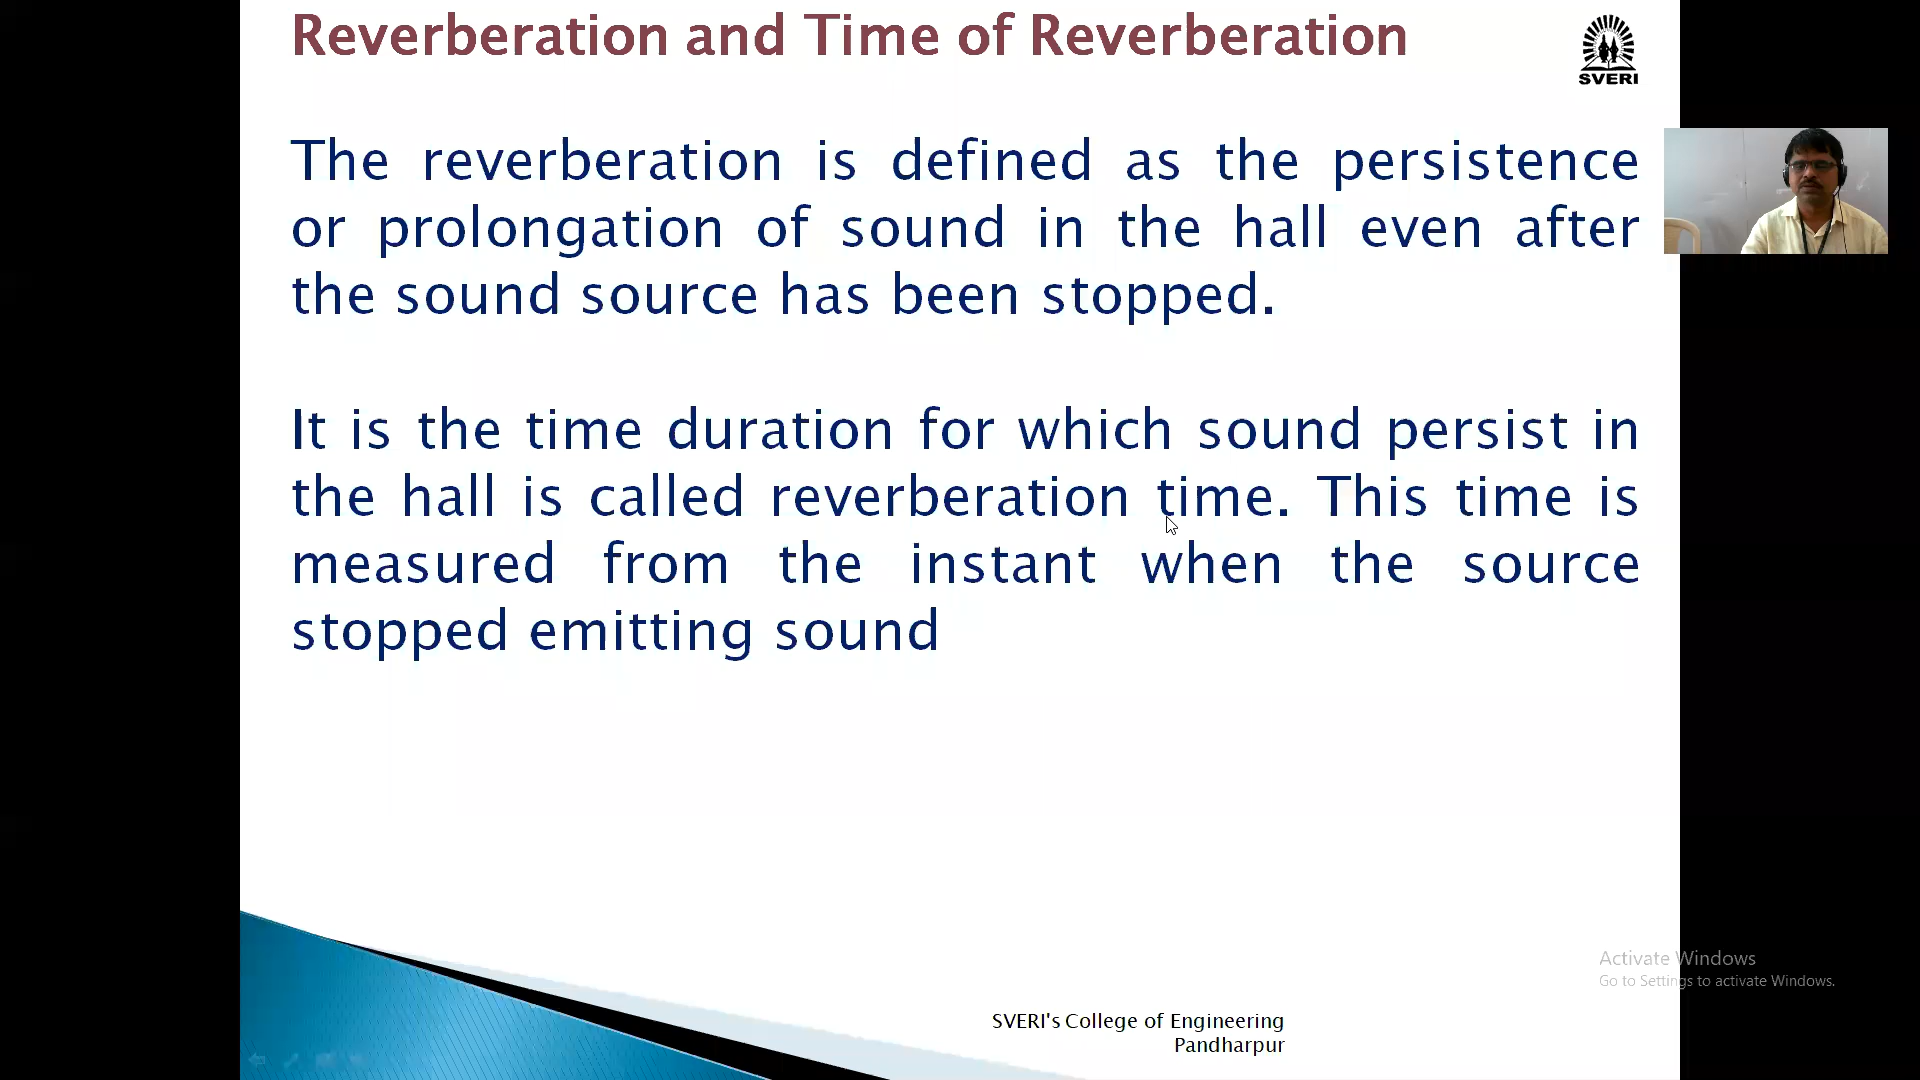 Reverberation and Time of Reverberation
SVERI
The reverberation is defined as the persistence
or prolongation of sound in the hall even after
the sound source has been stopped.
It is the time duration for which sound persist in
the hall is called reverberation time. This time is
measured from the instant when the source
stopped emitting sound
Activate Windows
Go to Settings to activate Windows.
SVERI's College of Engineering
Pandharpur